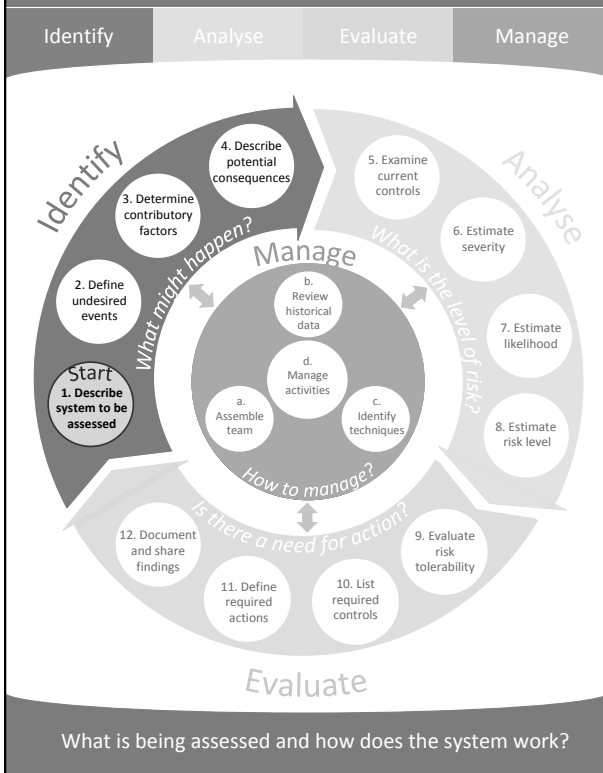 Identify
Analyse
Evaluate
Manage
Identify
What might happen?
Start
1. Describe
system to be
assessed
2. Define
undesired
events
3. Determine
contributory
factors
4. Describe
potential
consequences
Analyse
What is the level of risk?
5. Examine
current
controls
6. Estimate
severity
7. Estimate
likelihood
8. Estimate
risk level
Manage
b.
Review
historical
data
d.
Manage
activities
a.
Assemble
team
c.
Identify
techniques
How to manage?
Is there a need for action?
9. Evaluate
risk
tolerability
10. List
required
controls
11. Define
required
actions
12. Document
and share
findings
Evaluate
What is being assessed and how does the system work?